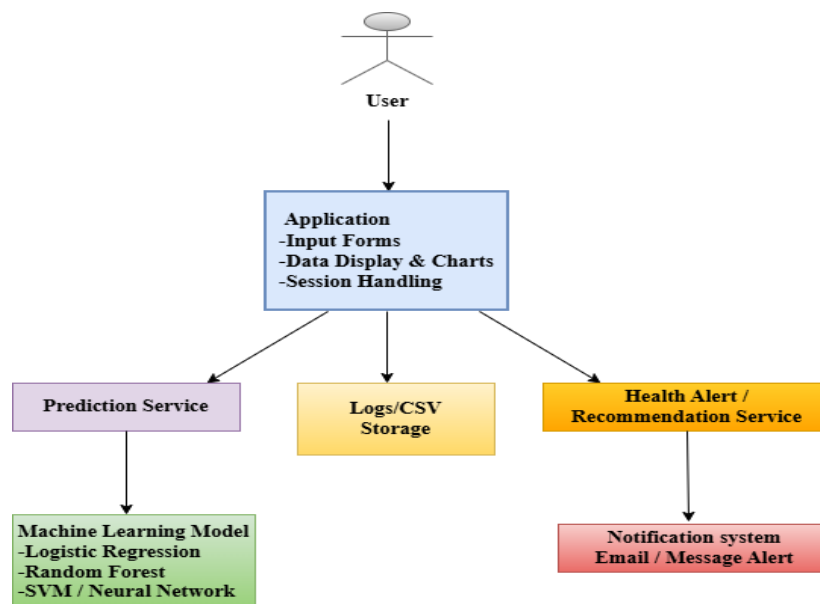 User
Application
-Input Forms
-Data Display & Charts
-Session Handling
Prediction Service
Logs/CSV
Storage
Health Alert /
Recommendation Service
Machine Learning Model
-Logistic Regression
-Random Forest
-SVM / Neural Network
Notification system
Email / Message Alert